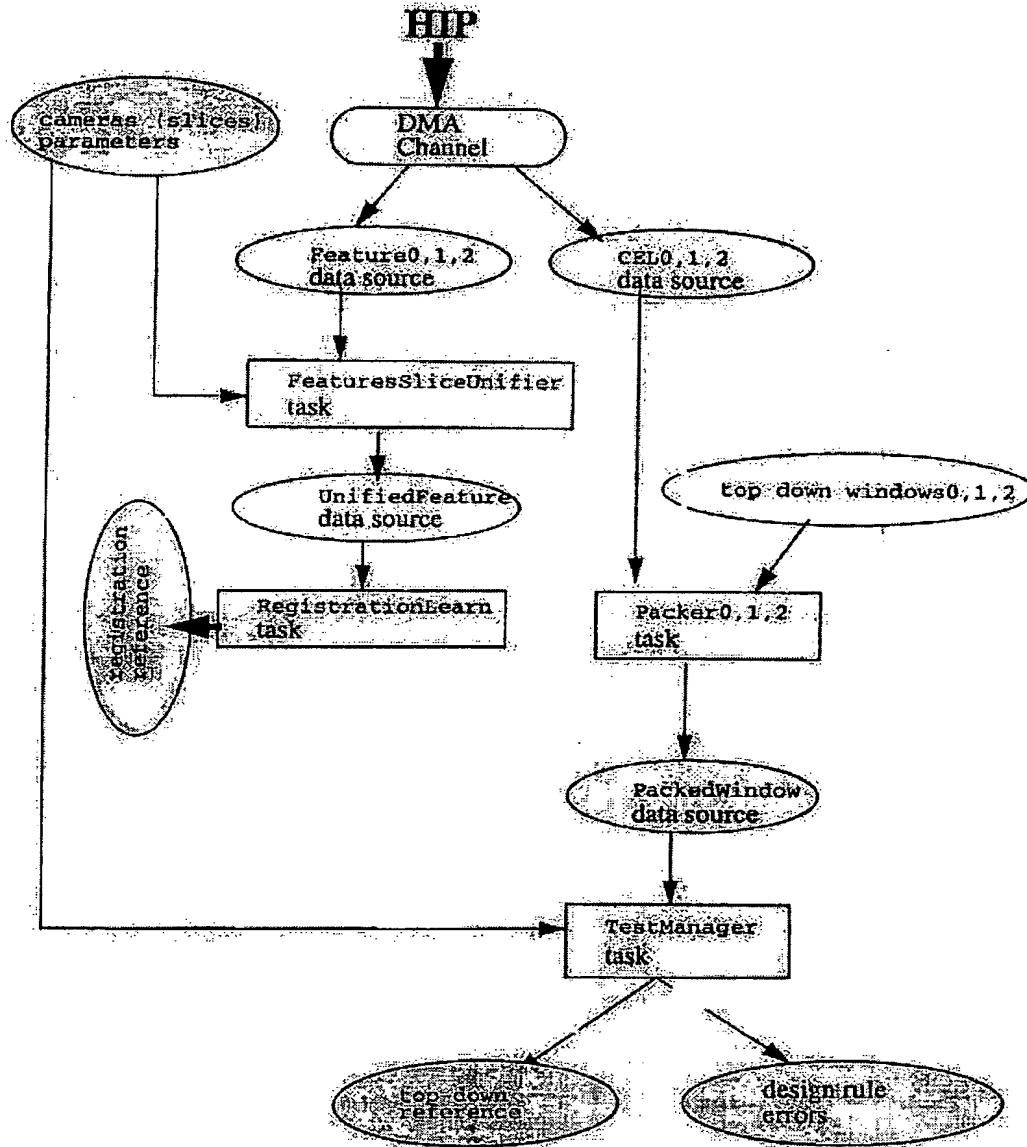 HIP
cameras (slices)
parameters
DMA
Channel
Feature0,1,2
data source
CEL0,1,2
data source
FeaturesSliceUnifier
task
UnifiedFeature
data source
top down windows0,1,2
registration
reference
RegistrationLearn
task
Packer0,1,2
task
PackedWindow
data source
TestManager
task
top down
reference
design rule
errors